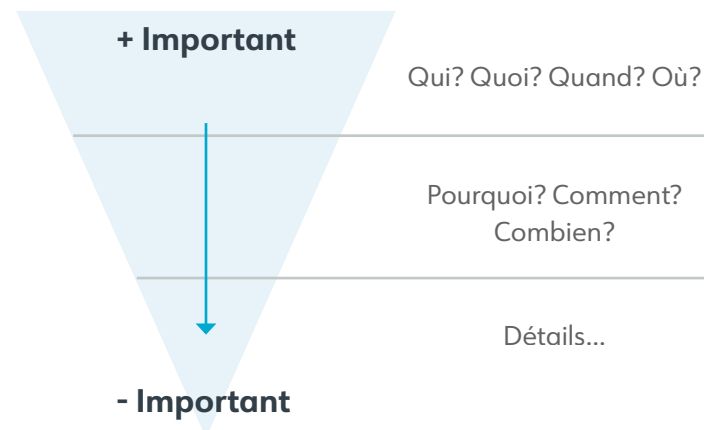 + Important
Qui? Quoi? Quand? Où?
Pourquoi? Comment?
Combien?
Détails...
- Important